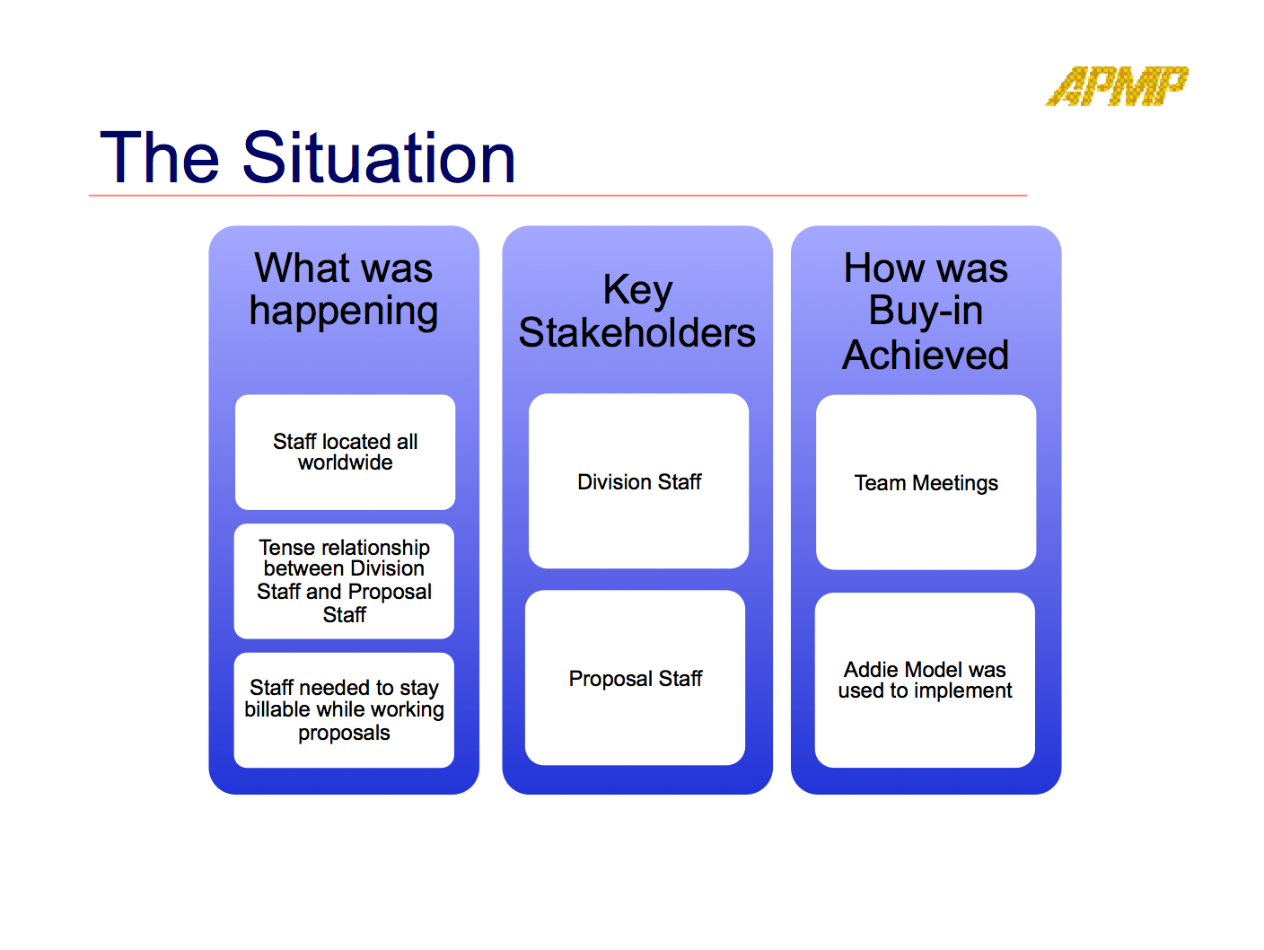 APMP
The Situation
What was
happening
Staff located all
worldwide
Tense relationship
between Division
Staff and Proposal
Staff
Staff needed to stay
billable while working
proposals
Key
Stakeholders
Division Staff
Proposal Staff
How was
Buy-in
Achieved
Team Meetings
Addie Model was
used to implement